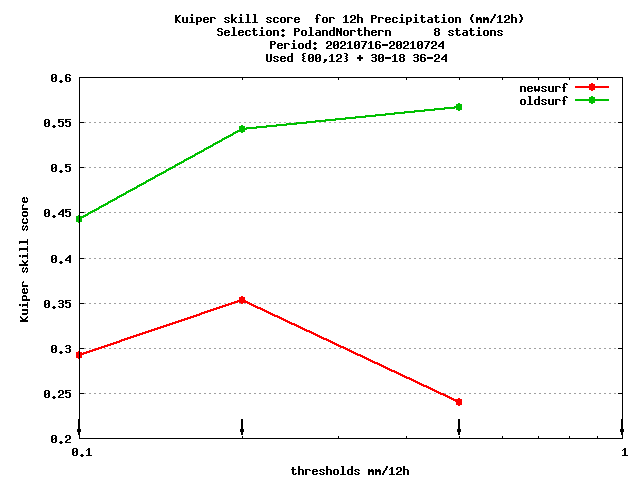 Kuiper skill score  for 12h Precipitation (mm/12h)
Selection: PolandNorthern      8 stations
Period: 20210716-20210724
Used {00,12} + 30-18 36-24
newsurf
oldsurf
0.6
0.55
0.5
0.45
0.4
0.35
0.3
0.25
0.2
Kuiper skill score
0.1
1
thresholds mm/12h